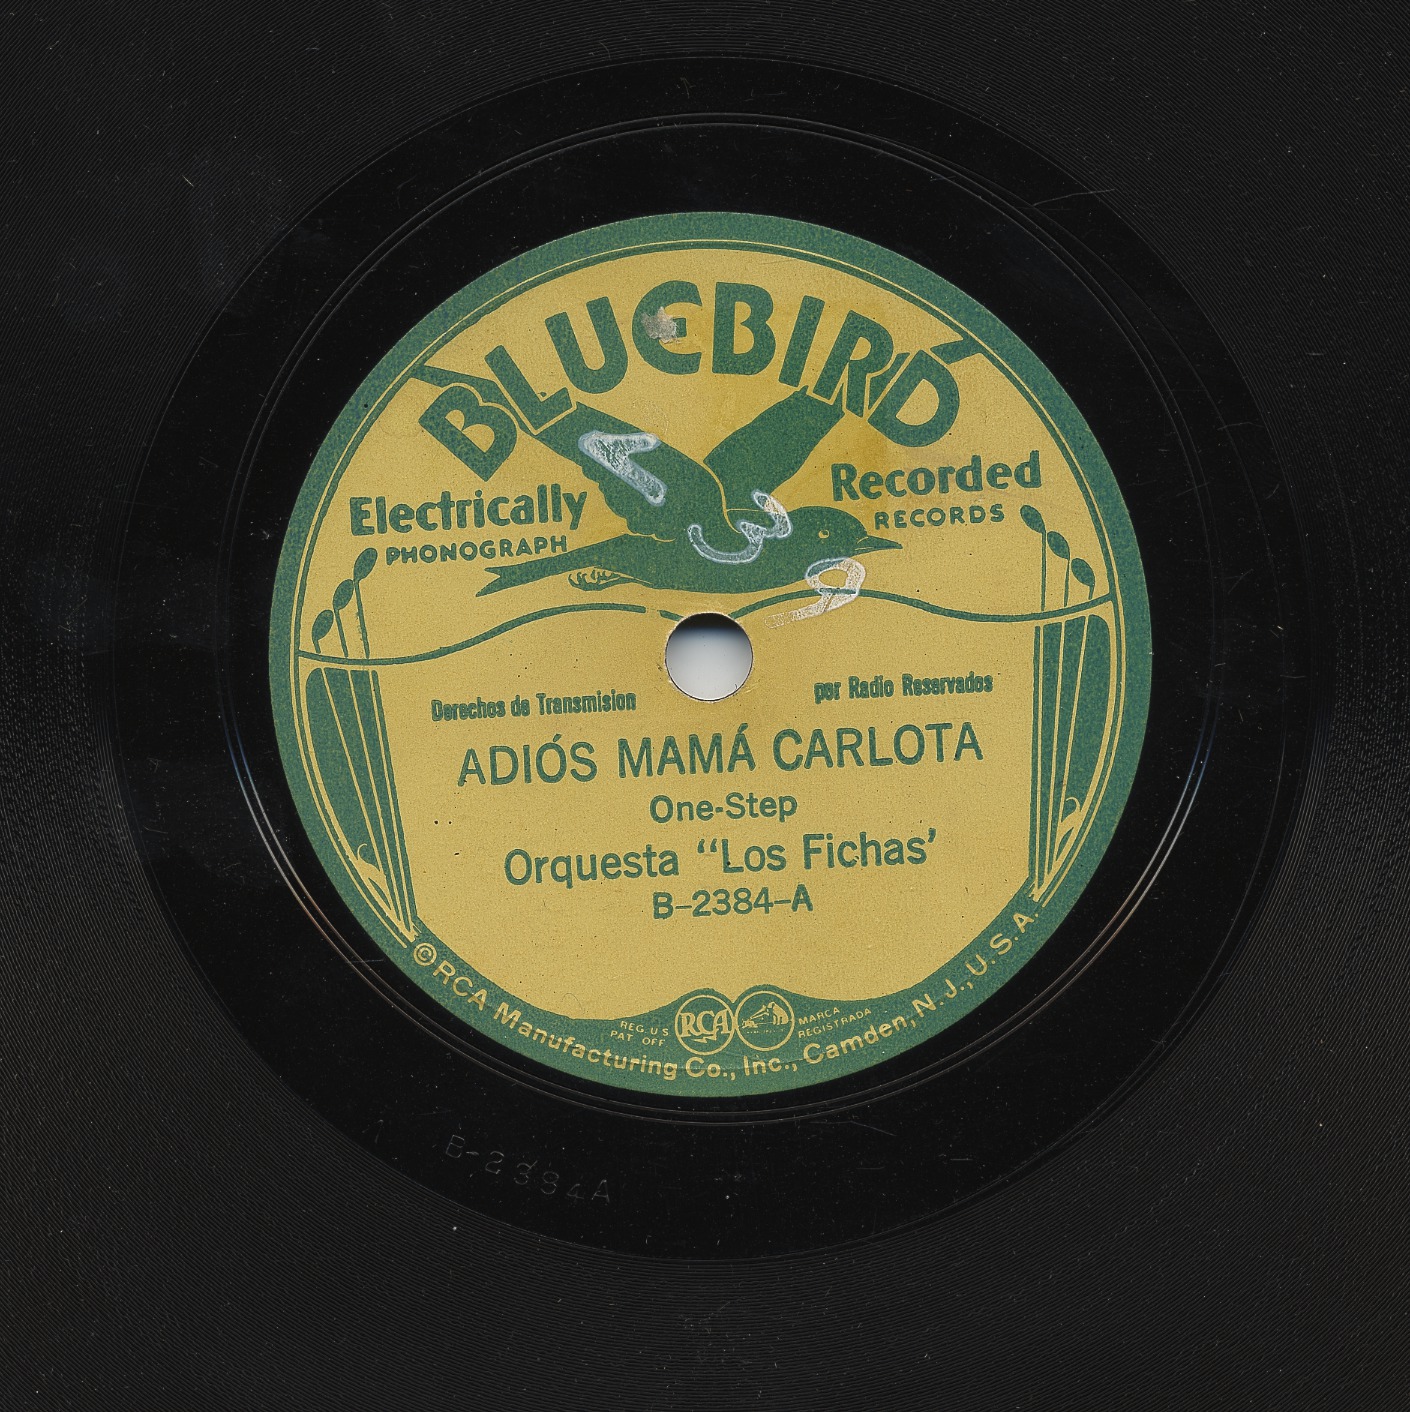 BLUEBIRD
Electrically Recorded
PHONOGRAPH RECORDS
Derechos de Transmision por Radio Reservados
ADIÓS MAMÁ CARLOTA
One-Step
Orquesta “Los Fichas’
B–2384–A
REG. U S MARCA
PAT OFF REGISTRADA
RCA
© RCA Manufacturing Co., Inc., Camden, N. J., U. S. A.
B-2384A